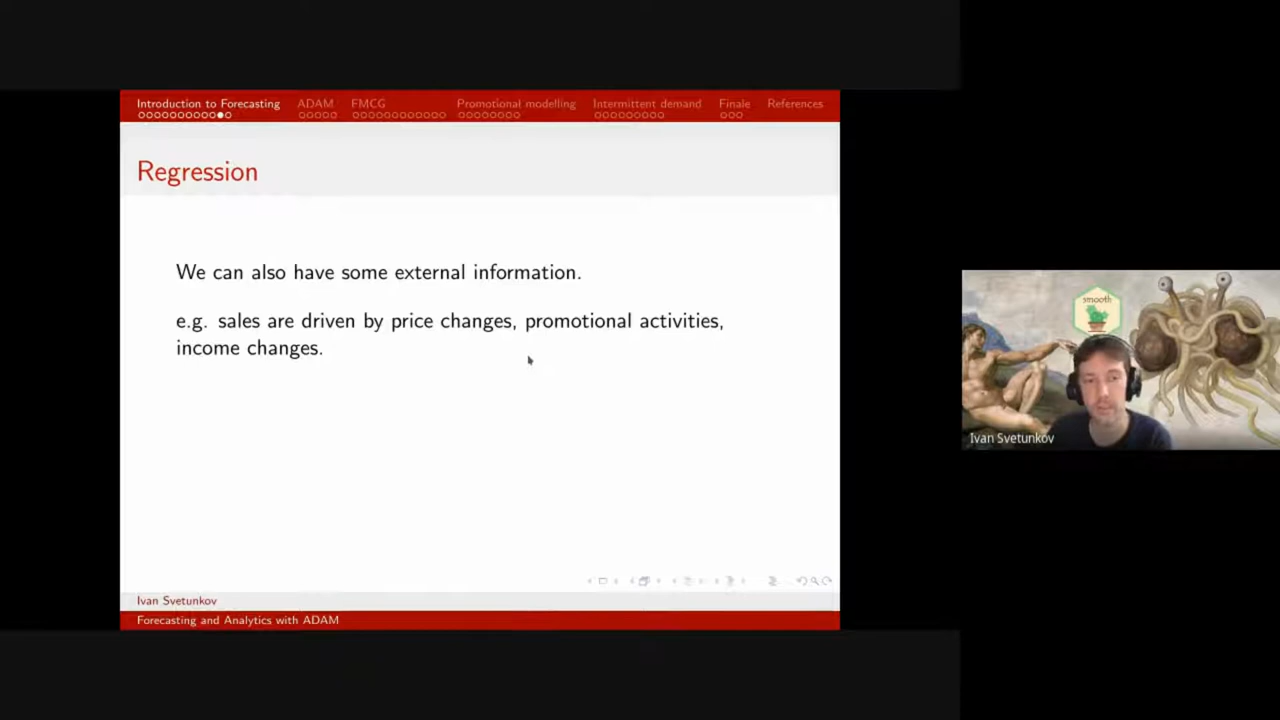 Introduction to Forecasting ADAM FMCG Promotional modelling Intermittent demand Finale References
Regression
We can also have some external information.
e.g. sales are driven by price changes, promotional activities,
income changes.
smooth
Ivan Svetunkov
Ivan Svetunkov
Forecasting and Analytics with ADAM